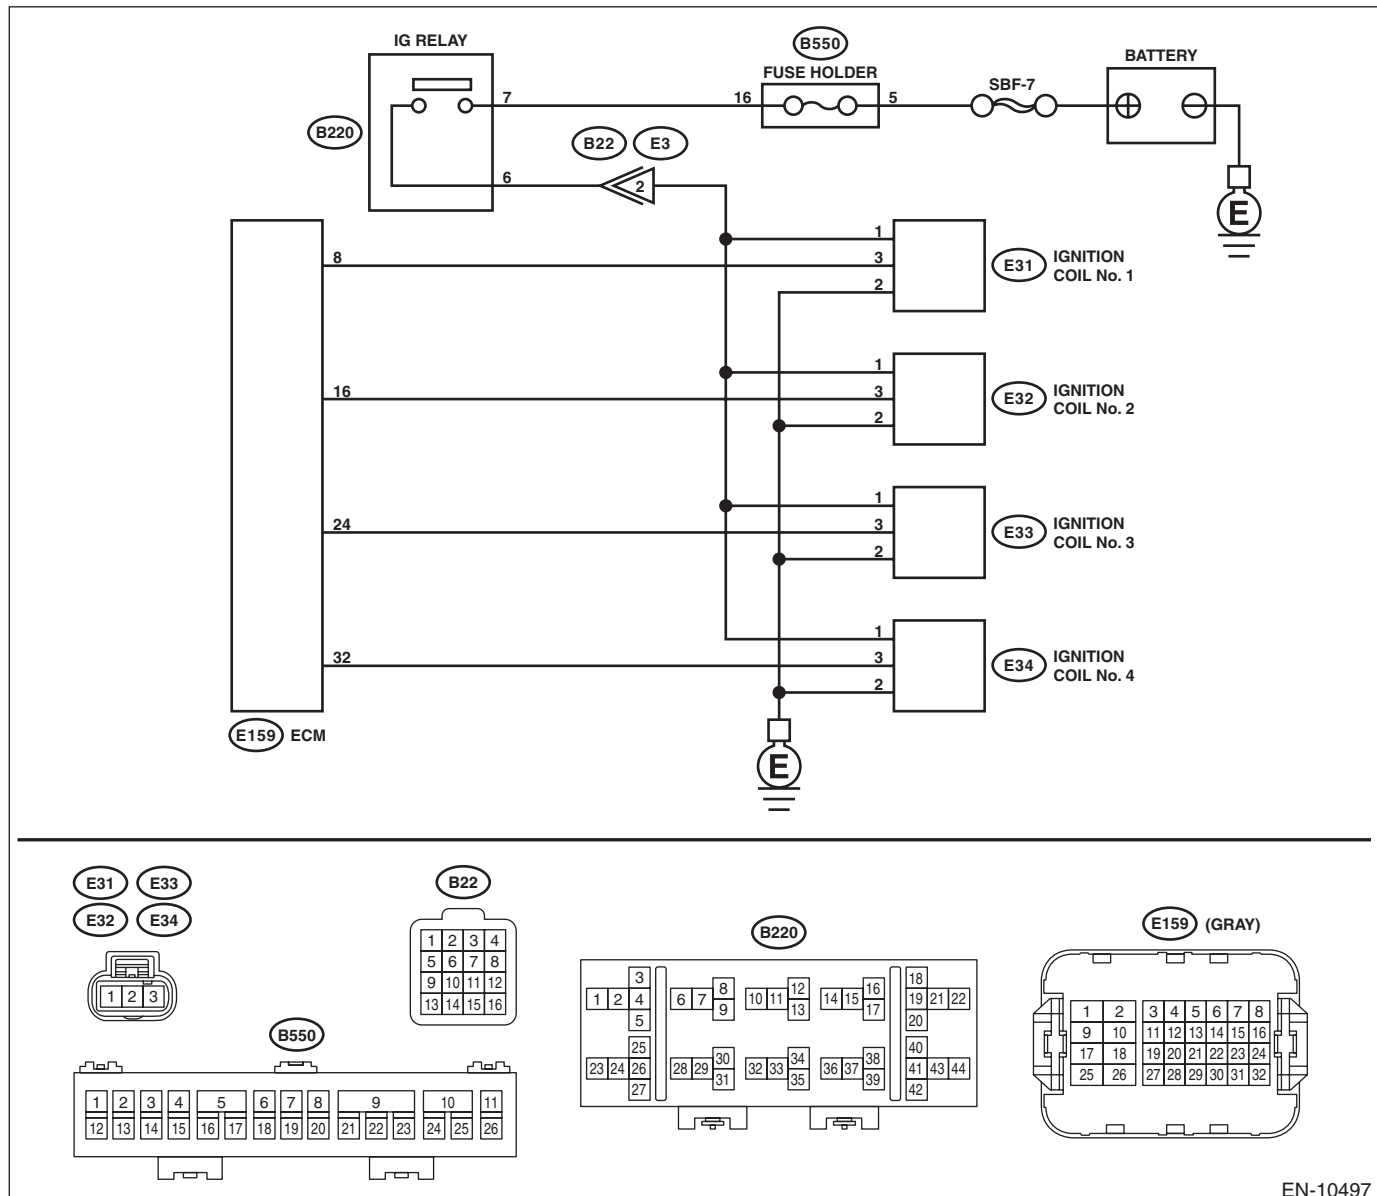 IG RELAY
B550
FUSE HOLDER
SBF-7
BATTERY
7
16
5
B220
B22
E3
6
2
E
8
1
3
2
E31
IGNITION
COIL No. 1
16
1
3
2
E32
IGNITION
COIL No. 2
24
1
3
2
E33
IGNITION
COIL No. 3
32
1
3
2
E34
IGNITION
COIL No. 4
E159 ECM
E
E31 E33
E32 E34
1 2 3
B22
1 2 3 4
5 6 7 8
9 10 11 12
13 14 15 16
B550
1 2 3 4 5 6 7 8 9 10 11
12 13 14 15 16 17 18 19 20 21 22 23 24 25 26
B220
3 8 12 16 18
1 2 4 6 7 10 11 14 15 19 21 22
5 9 13 17 20
25 30 34 38 40
23 24 26 28 29 32 33 36 37 41 43 44
27 31 35 39 42
E159 (GRAY)
1 2 3 4 5 6 7 8
9 10 11 12 13 14 15 16
17 18 19 20 21 22 23 24
25 26 27 28 29 30 31 32
EN-10497